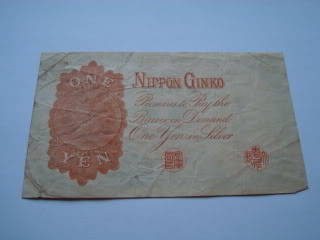 ONE
YEN
NIPPON GINKO
Promises to Pay the
Bearer on Demand
One Yen in Silver